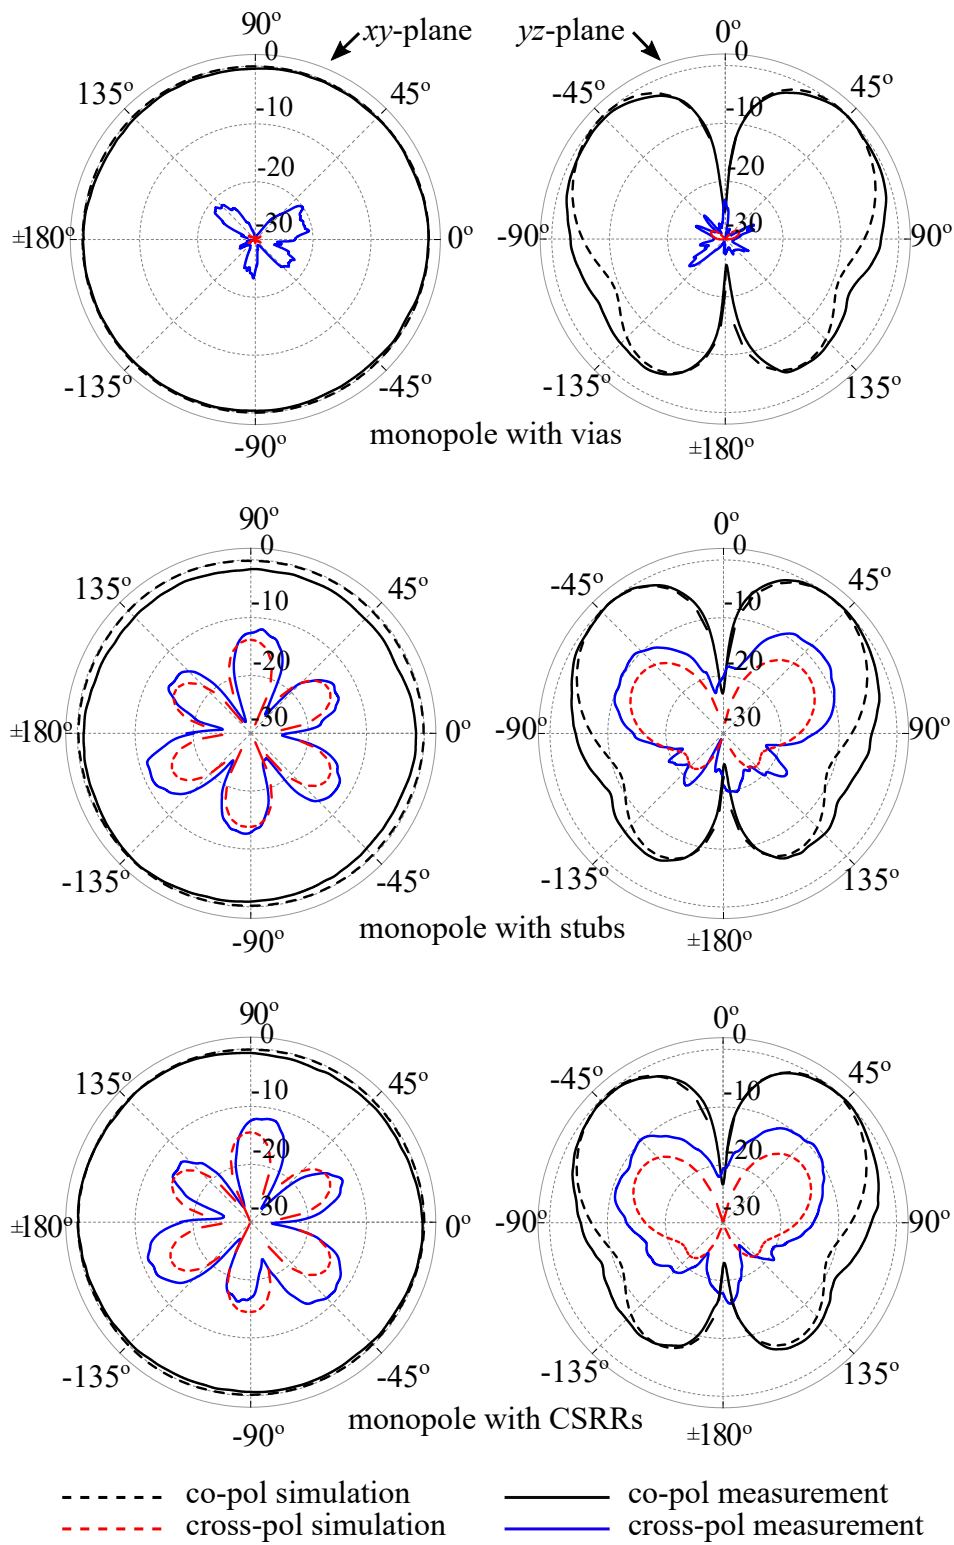 90º 0º
xy-plane yz-plane
0 0
135º 45º -45º 45º
-10 -10
-20 -20
-30 -30
±180º 0º -90º 90º
-135º -45º -135º 135º
-90º ±180º
monopole with vias
90º 0º
0 0
135º 45º -45º 45º
-10 -10
-20 -20
-30 -30
±180º 0º -90º 90º
-135º -45º -135º 135º
-90º ±180º
monopole with stubs
90º 0º
0 0
135º 45º -45º 45º
-10 -10
-20 -20
-30 -30
±180º 0º -90º 90º
-135º -45º -135º 135º
-90º ±180º
monopole with CSRRs
co-pol simulation co-pol measurement
cross-pol simulation cross-pol measurement